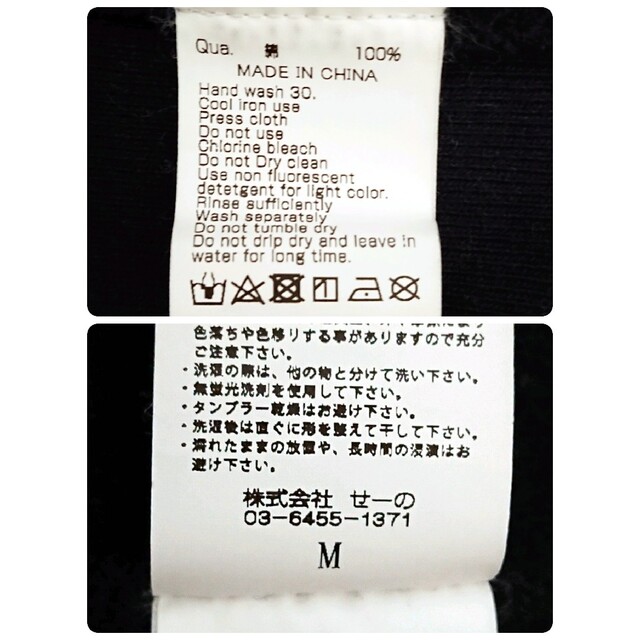 Qua. 綿 100%
MADE IN CHINA
Hand wash 30.
Cool iron use
Press cloth
Do not use
Chlorine bleach
Do not Dry clean
Use non fluorescent
detetgent for light color.
Rinse sufficiently
Wash separately
Do not tumble dry
Do not drip dry and leave in
water for long time.
色落ちや色移りする事がありますので充分
ご注意下さい。
・洗濯の際は、他の物と分けて洗い下さい。
・無蛍光洗剤を使用して下さい。
・タンブラー乾燥はお避け下さい。
・洗濯後は直ぐに形を整えて干して下さい。
・濡れたままの放置や、長時間の浸漬はお
避け下さい。
株式会社 せーの
03-6455-1371
M